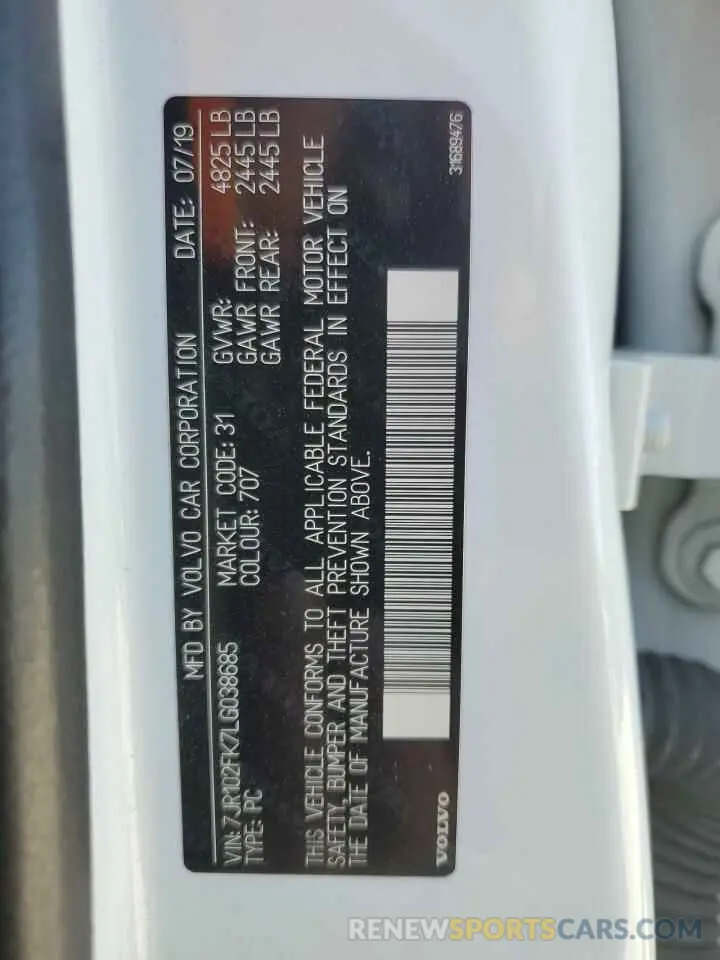 MFD BY VOLVO CAR CORPORATION DATE: 07/19
VIN: 7JR102FK7LG038685 MARKET CODE: 31 GVWR: 4825 LB
TYPE: PC COLOUR: 707 GAWR FRONT: 2445 LB
GAWR REAR: 2445 LB
THIS VEHICLE CONFORMS TO ALL APPLICABLE FEDERAL MOTOR VEHICLE
SAFETY, BUMPER AND THEFT PREVENTION STANDARDS IN EFFECT ON
THE DATE OF MANUFACTURE SHOWN ABOVE.
VOLVO
31689476
RENEWSPORTSCARS.COM